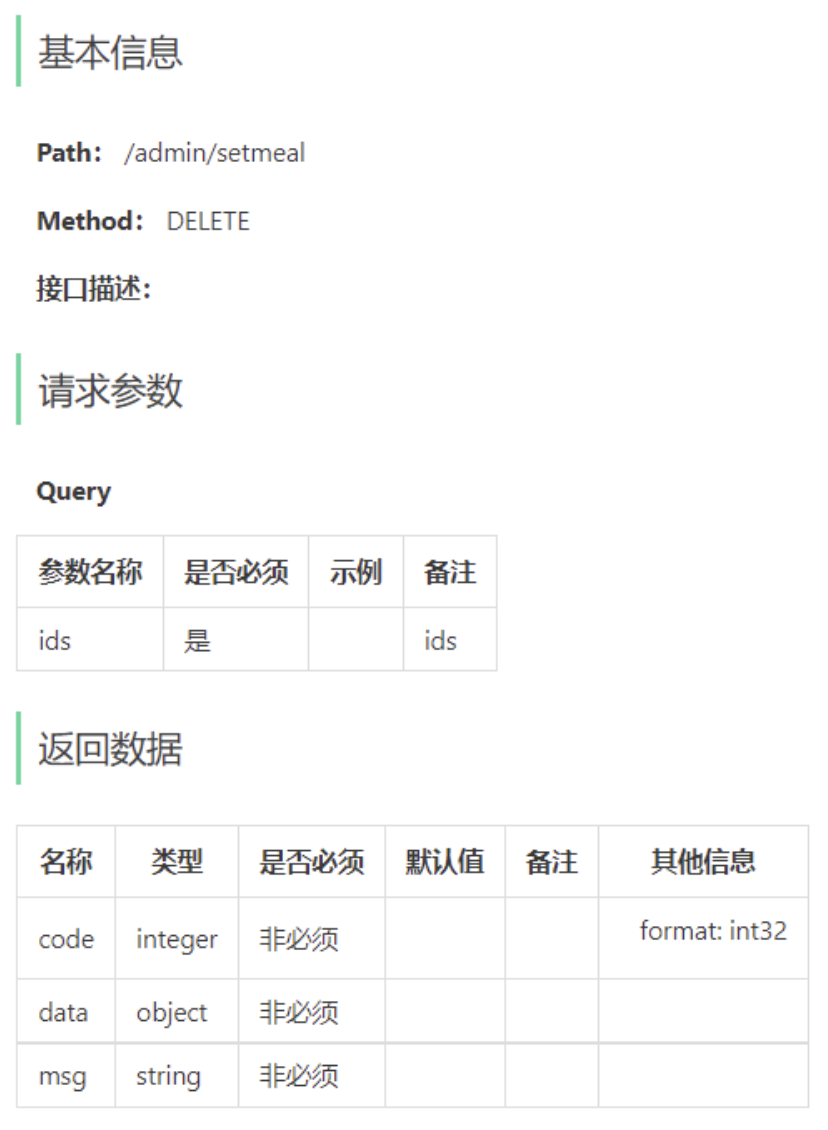 基本信息
Path： /admin/setmeal
Method： DELETE
接口描述：
请求参数
Query
参数名称 是否必须 示例 备注
ids 是 ids
返回数据
名称 类型 是否必须 默认值 备注 其他信息
code integer 非必须 format: int32
data object 非必须
msg string 非必须